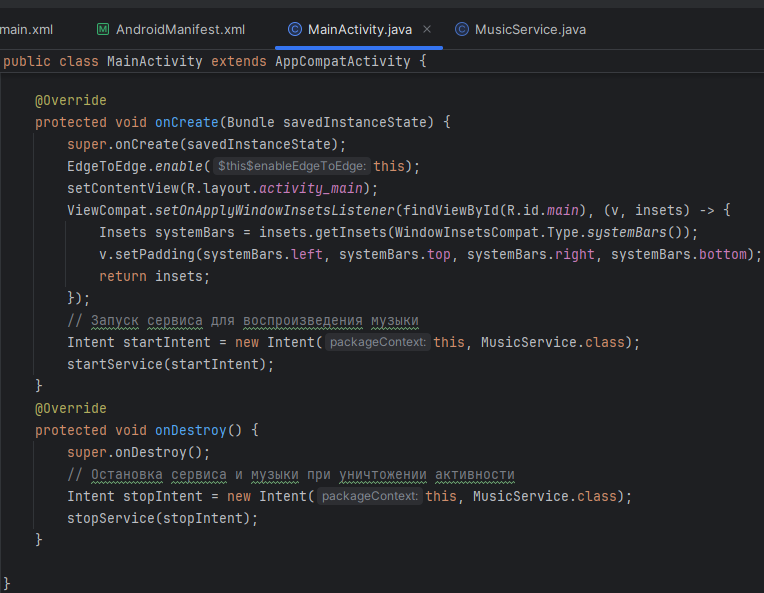 main.xml AndroidManifest.xml MainActivity.java MusicService.java
public class MainActivity extends AppCompatActivity {
@Override
protected void onCreate(Bundle savedInstanceState) {
super.onCreate(savedInstanceState);
EdgeToEdge.enable( $this$enableEdgeToEdge: this);
setContentView(R.layout.activity_main);
ViewCompat.setOnApplyWindowInsetsListener(findViewById(R.id.main), (v, insets) -> {
Insets systemBars = insets.getInsets(WindowInsetsCompat.Type.systemBars());
v.setPadding(systemBars.left, systemBars.top, systemBars.right, systemBars.bottom);
return insets;
});
// Запуск сервиса для воспроизведения музыки
Intent startIntent = new Intent( packageContext: this, MusicService.class);
startService(startIntent);
}
@Override
protected void onDestroy() {
super.onDestroy();
// Остановка сервиса и музыки при уничтожении активности
Intent stopIntent = new Intent( packageContext: this, MusicService.class);
stopService(stopIntent);
}
}